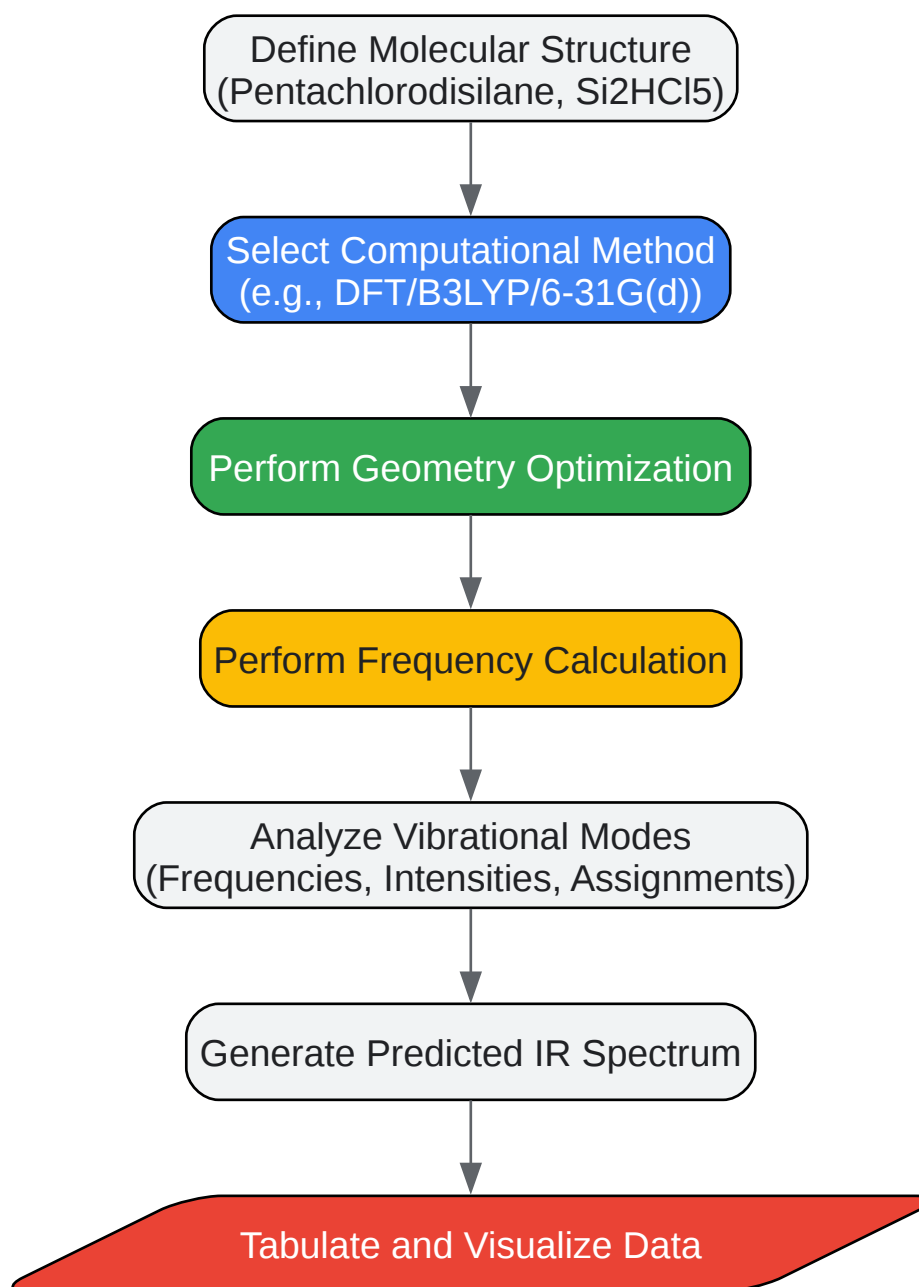 Define Molecular Structure
(Pentachlorodisilane, Si2HCl5)
Select Computational Method
(e.g., DFT/B3LYP/6-31G(d))
Perform Geometry Optimization
Perform Frequency Calculation
Analyze Vibrational Modes
(Frequencies, Intensities, Assignments)
Generate Predicted IR Spectrum
Tabulate and Visualize Data